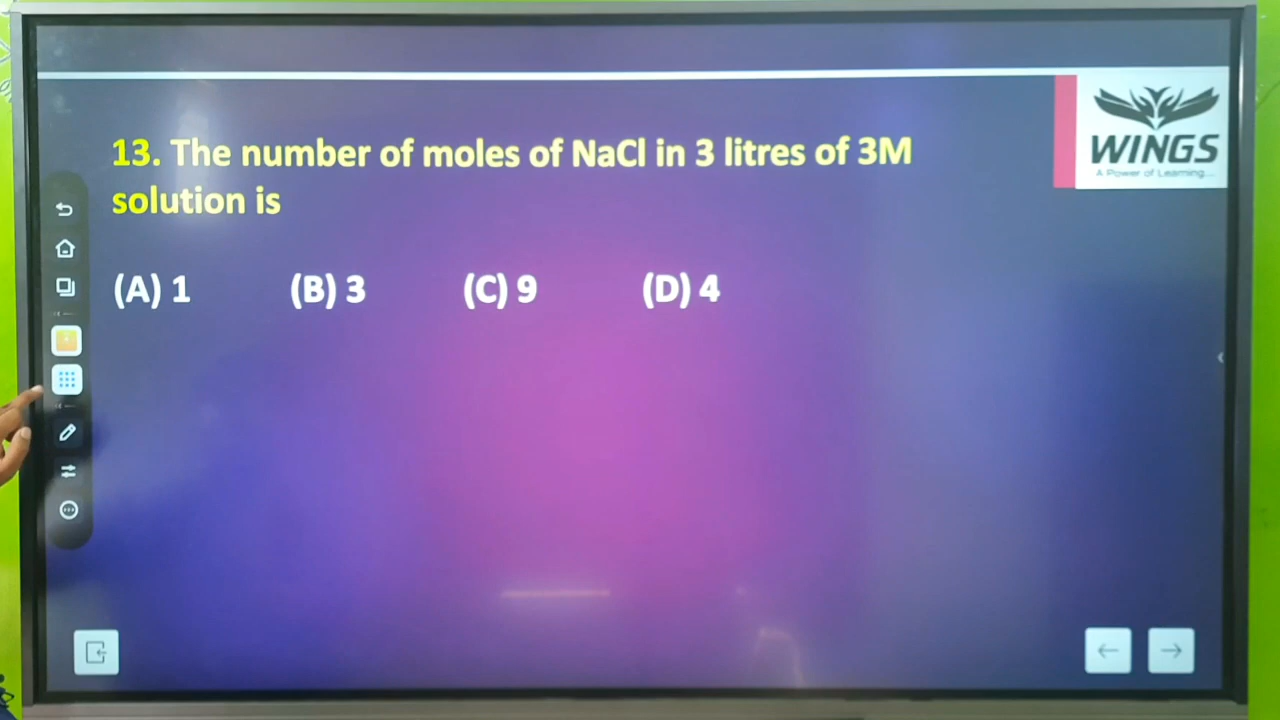 13. The number of moles of NaCl in 3 litres of 3M
solution is
(A) 1 (B) 3 (C) 9 (D) 4
WINGS
A Power of Learning...